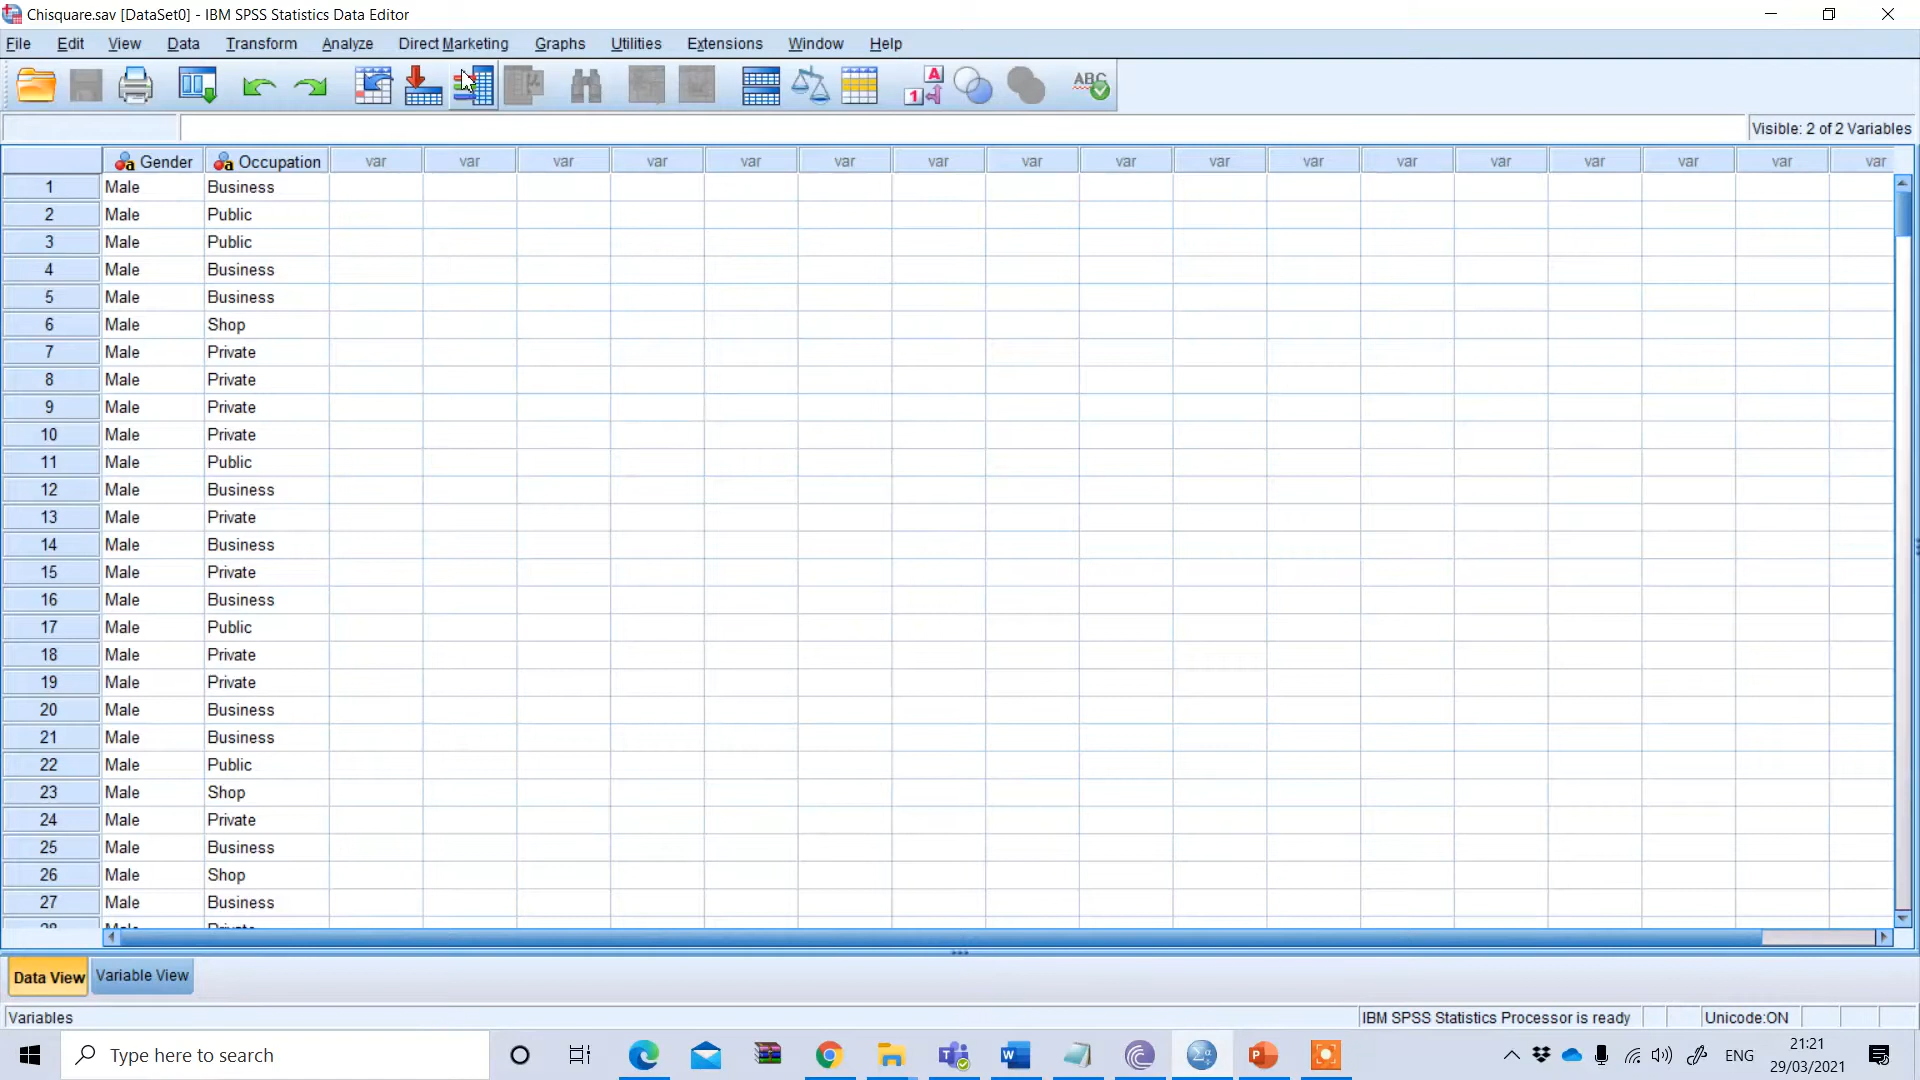 Chisquare.sav [DataSet0] - IBM SPSS Statistics Data Editor
File Edit View Data Transform Analyze Direct Marketing Graphs Utilities Extensions Window Help
A
1
ABC
Visible: 2 of 2 Variables
a Gender a Occupation var var var var var var var var var var var var var var var var var
1 Male Business
2 Male Public
3 Male Public
4 Male Business
5 Male Business
6 Male Shop
7 Male Private
8 Male Private
9 Male Private
10 Male Private
11 Male Public
12 Male Business
13 Male Private
14 Male Business
15 Male Private
16 Male Business
17 Male Public
18 Male Private
19 Male Private
20 Male Business
21 Male Business
22 Male Public
23 Male Shop
24 Male Private
25 Male Business
26 Male Shop
27 Male Business
28 Male Private
Data View Variable View
Variables IBM SPSS Statistics Processor is ready Unicode:ON
Type here to search ENG 21:21
29/03/2021